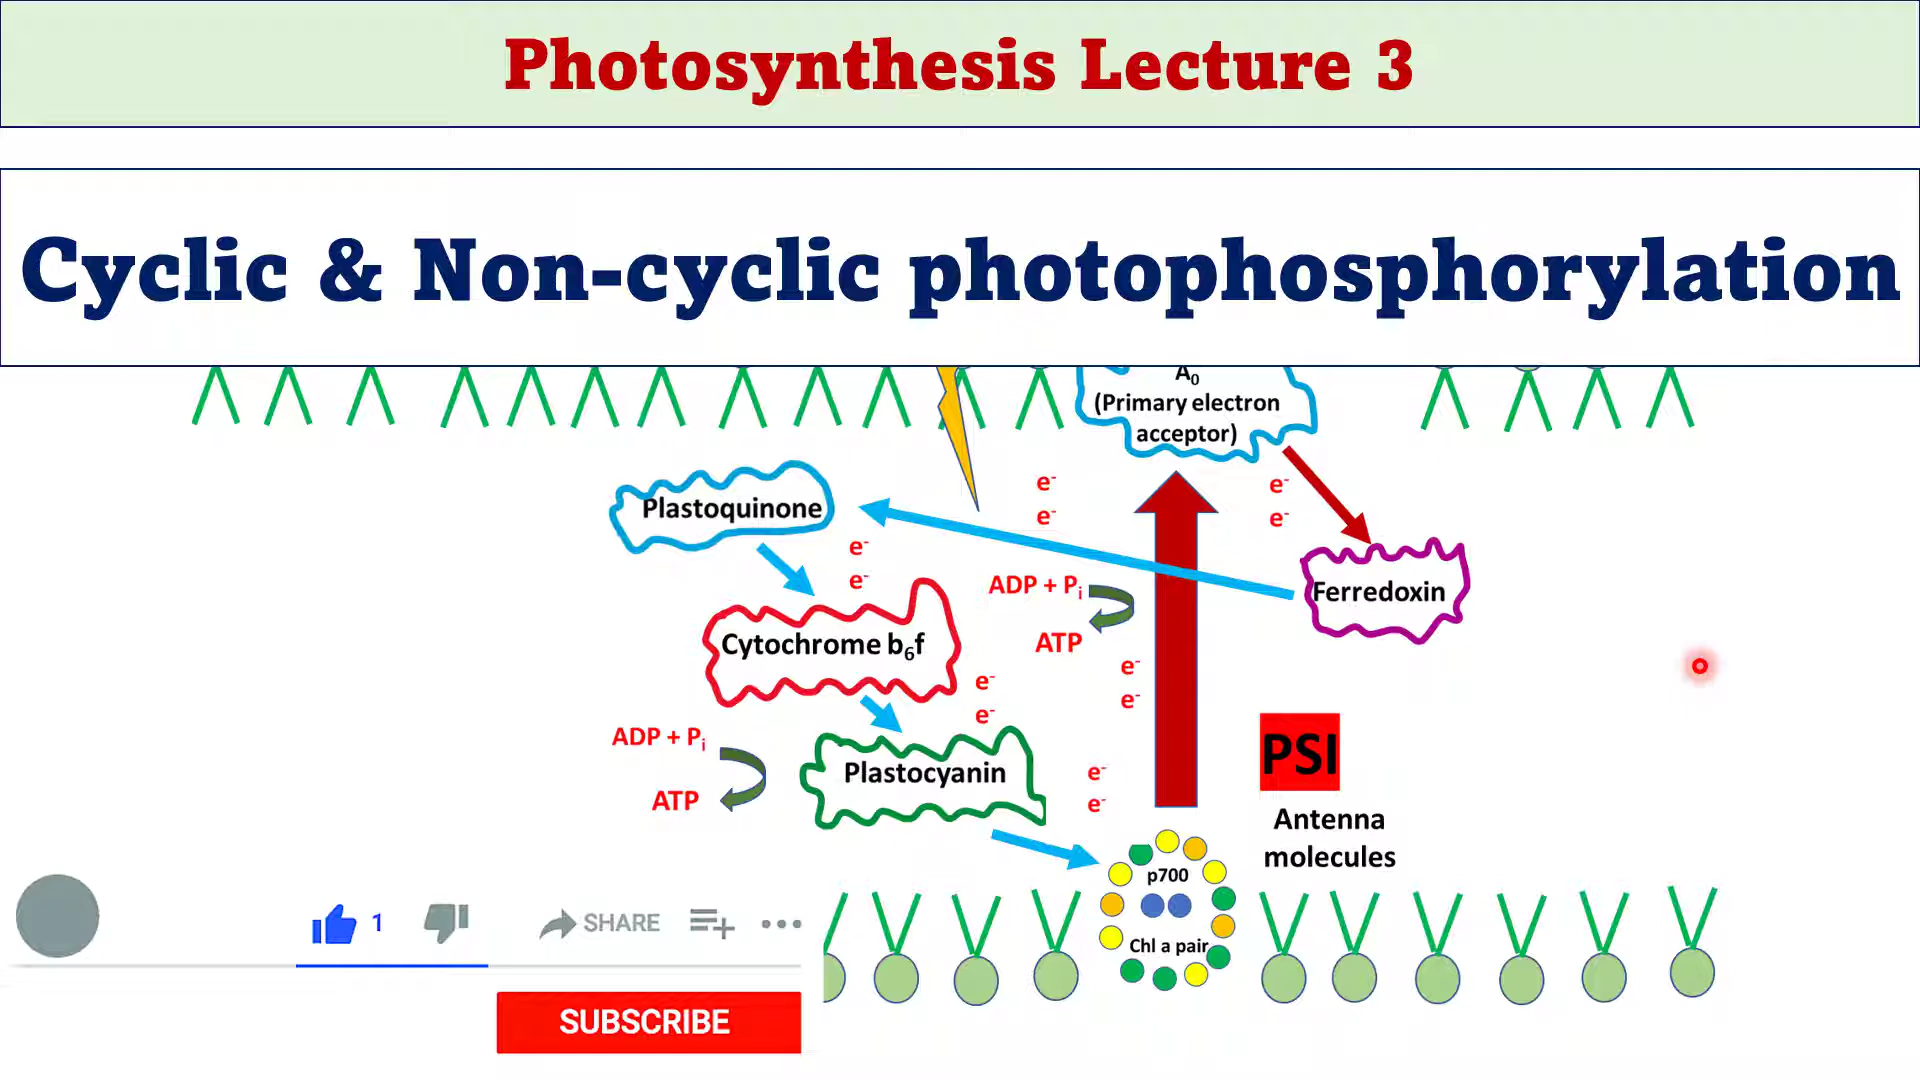 Photosynthesis Lecture 3
Cyclic & Non-cyclic photophosphorylation
A₀
(Primary electron
acceptor)
Plastoquinone
e⁻
e⁻
e⁻
e⁻
e⁻
e⁻
ADP + Pᵢ
ATP
Ferredoxin
Cytochrome b₆f
e⁻
e⁻
e⁻
e⁻
ADP + Pᵢ
ATP
Plastocyanin
e⁻
e⁻
PSI
Antenna
molecules
p700
Chl a pair
1
SHARE
SUBSCRIBE